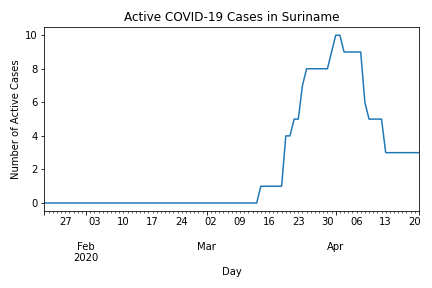 Active COVID-19 Cases in Suriname
Number of Active Cases
10
8
6
4
2
0
27 03 10 17 24 02 09 16 23 30 06 13 20
Feb Mar Apr
2020
Day